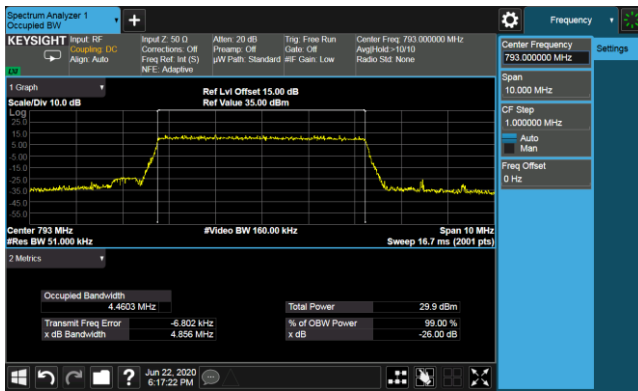 Spectrum Analyzer 1
Occupied BW
Frequency
KEYSIGHT
Input: RF
Coupling: DC
Align: Auto
Input Z: 50 Ω
Corrections: Off
Freq Ref: Int (S)
NFE: Adaptive
Atten: 20 dB
Preamp: Off
µW Path: Standard
Trig: Free Run
Gate: Off
#IF Gain: Low
Center Freq: 793.000000 MHz
Avg|Hold:>10/10
Radio Std: None
Center Frequency
793.000000 MHz
Settings
Span
10.000 MHz
CF Step
1.000000 MHz
Auto
Man
Freq Offset
0 Hz
1 Graph
Scale/Div 10.0 dB
Ref Lvl Offset 15.00 dB
Ref Value 35.00 dBm
Log
25.0
15.0
5.00
-5.00
-15.0
-25.0
-35.0
-45.0
-55.0
Center 793 MHz
#Video BW 160.00 kHz
Span 10 MHz
#Res BW 51.000 kHz
Sweep 16.7 ms (2001 pts)
2 Metrics
Occupied Bandwidth
4.4603 MHz
Total Power 29.9 dBm
Transmit Freq Error -6.802 kHz
% of OBW Power 99.00 %
x dB Bandwidth 4.856 MHz
x dB -26.00 dB
Jun 22, 2020
6:17:22 PM